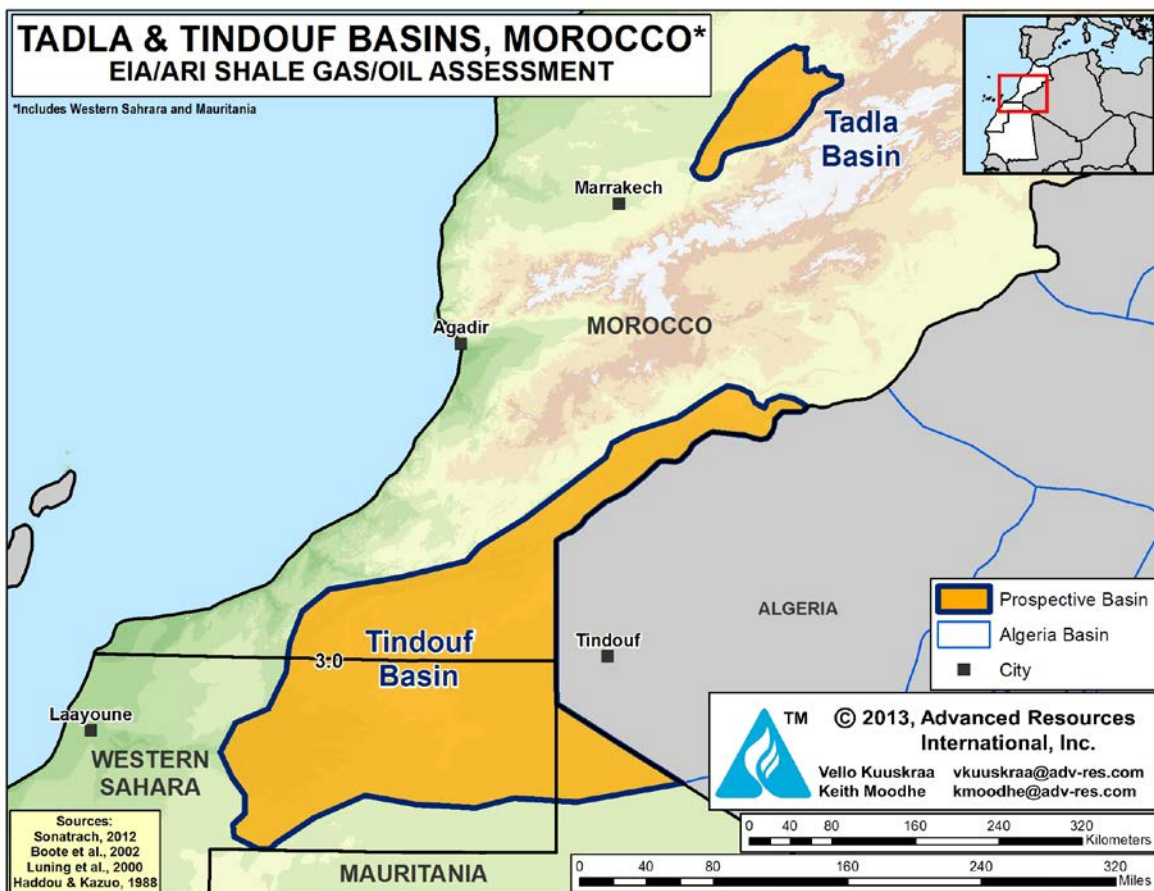 TADLA & TINDOUF BASINS, MOROCCO*
EIA/ARI SHALE GAS/OIL ASSESSMENT
*Includes Western Sahrara and Mauritania
Tadla
Basin
Marrakech
Agadir
MOROCCO
ALGERIA
Tindouf
Tindouf
Basin
3.0
Laayoune
WESTERN
SAHARA
MAURITANIA
Prospective Basin
Algeria Basin
City
TM
© 2013, Advanced Resources
International, Inc.
Vello Kuuskraa vkuuskraa@adv-res.com
Keith Moodhe kmoodhe@adv-res.com
Sources:
Sonatrach, 2012
Boote et al., 2002
Luning et al., 2000
Haddou & Kazuo, 1988
0 40 80 160 240 320
Kilometers
0 40 80 160 240 320
Miles